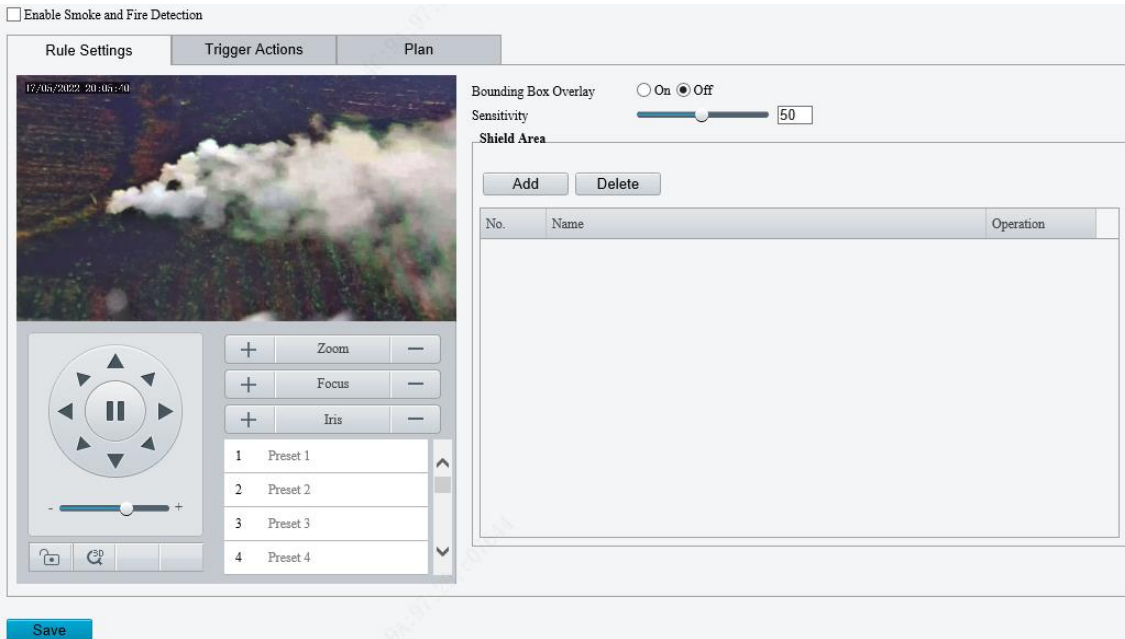 Enable Smoke and Fire Detection
Rule Settings
Trigger Actions
Plan
17/05/2022 20:05:40
Bounding Box Overlay
On
Off
Sensitivity
50
Shield Area
Add
Delete
No.
Name
Operation
+ Zoom −
+ Focus −
+ Iris −
1 Preset 1
2 Preset 2
3 Preset 3
4 Preset 4
- +
3D
Save